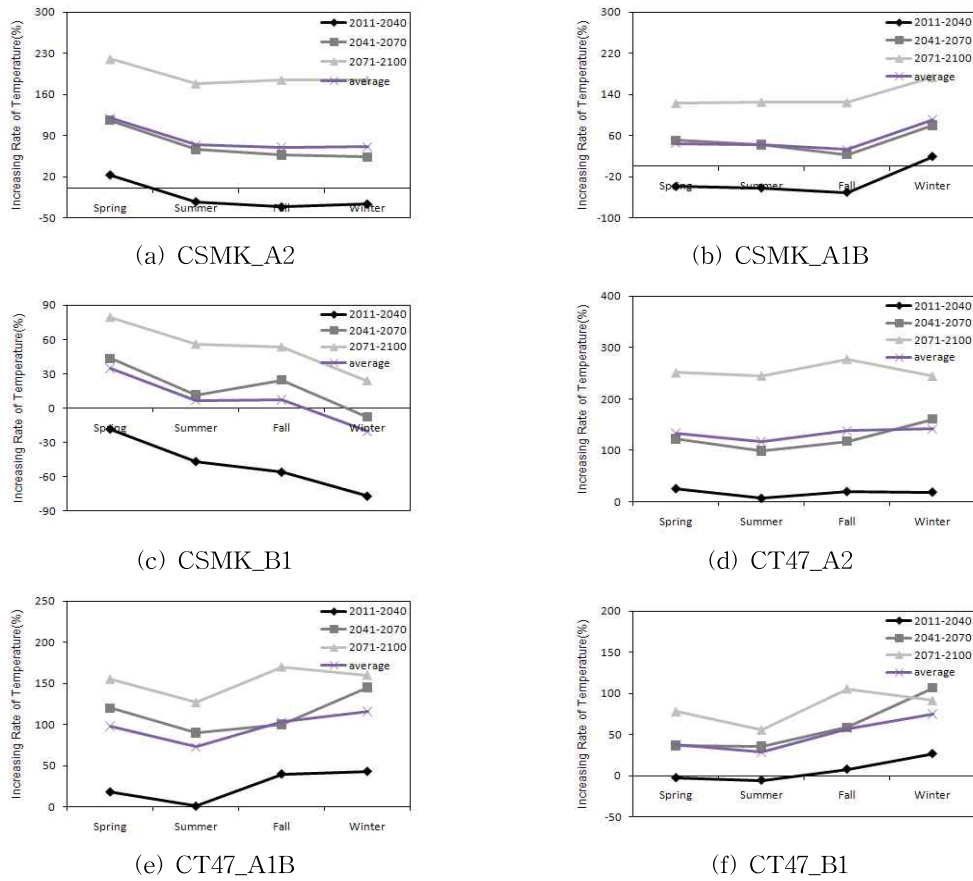 Increasing Rate of Temperature(%)
300
230
160
90
20
-50
Spring
Summer
Fall
Winter
2011-2040
2041-2070
2071-2100
average
(a) CSMK_A2
Increasing Rate of Temperature(%)
300
220
140
60
-20
-100
Spring
Summer
Fall
Winter
2011-2040
2041-2070
2071-2100
average
(b) CSMK_A1B
Increasing Rate of Temperature(%)
90
60
30
0
-30
-60
-90
Spring
Summer
Fall
Winter
2011-2040
2041-2070
2071-2100
average
(c) CSMK_B1
Increasing Rate of Temperature(%)
400
300
200
100
0
Spring
Summer
Fall
Winter
2011-2040
2041-2070
2071-2100
average
(d) CT47_A2
Increasing Rate of Temperature(%)
250
200
150
100
50
0
Spring
Summer
Fall
Winter
2011-2040
2041-2070
2071-2100
average
(e) CT47_A1B
Increasing Rate of Temperature(%)
200
150
100
50
0
-50
Spring
Summer
Fall
Winter
2011-2040
2041-2070
2071-2100
average
(f) CT47_B1